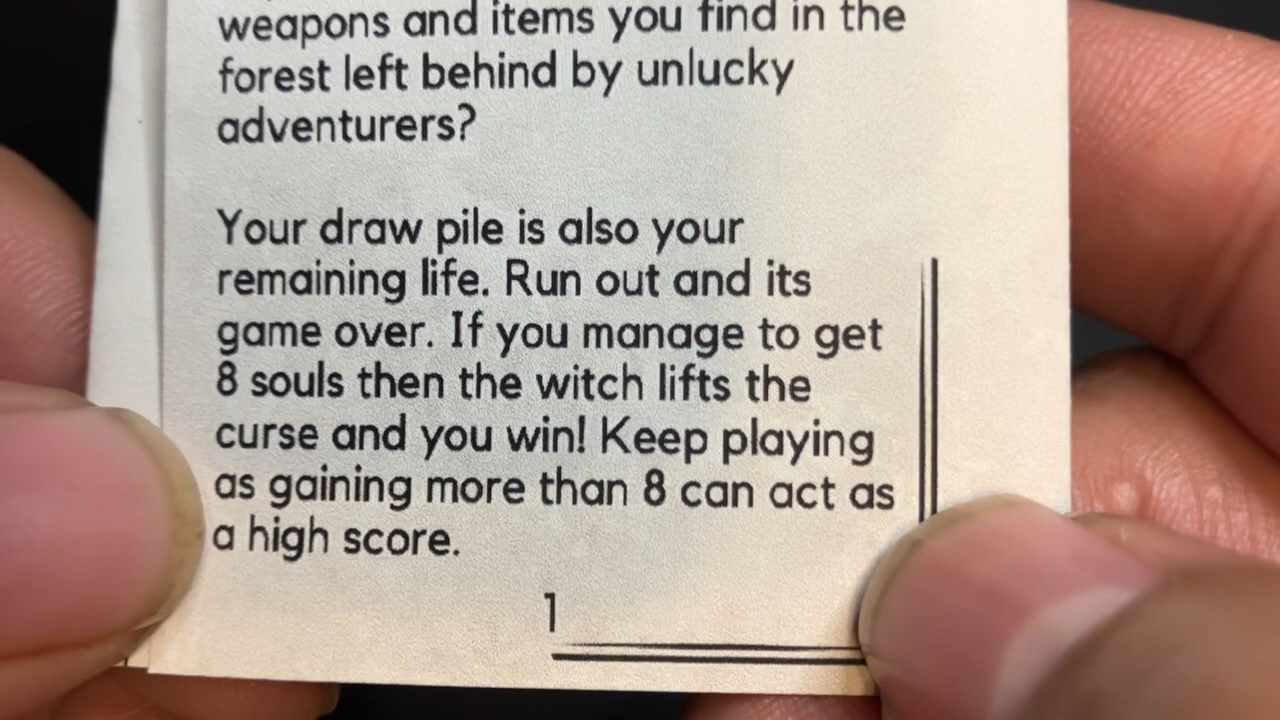 weapons and items you find in the
forest left behind by unlucky
adventurers?
Your draw pile is also your
remaining life. Run out and its
game over. If you manage to get
8 souls then the witch lifts the
curse and you win! Keep playing
as gaining more than 8 can act as
a high score.
1